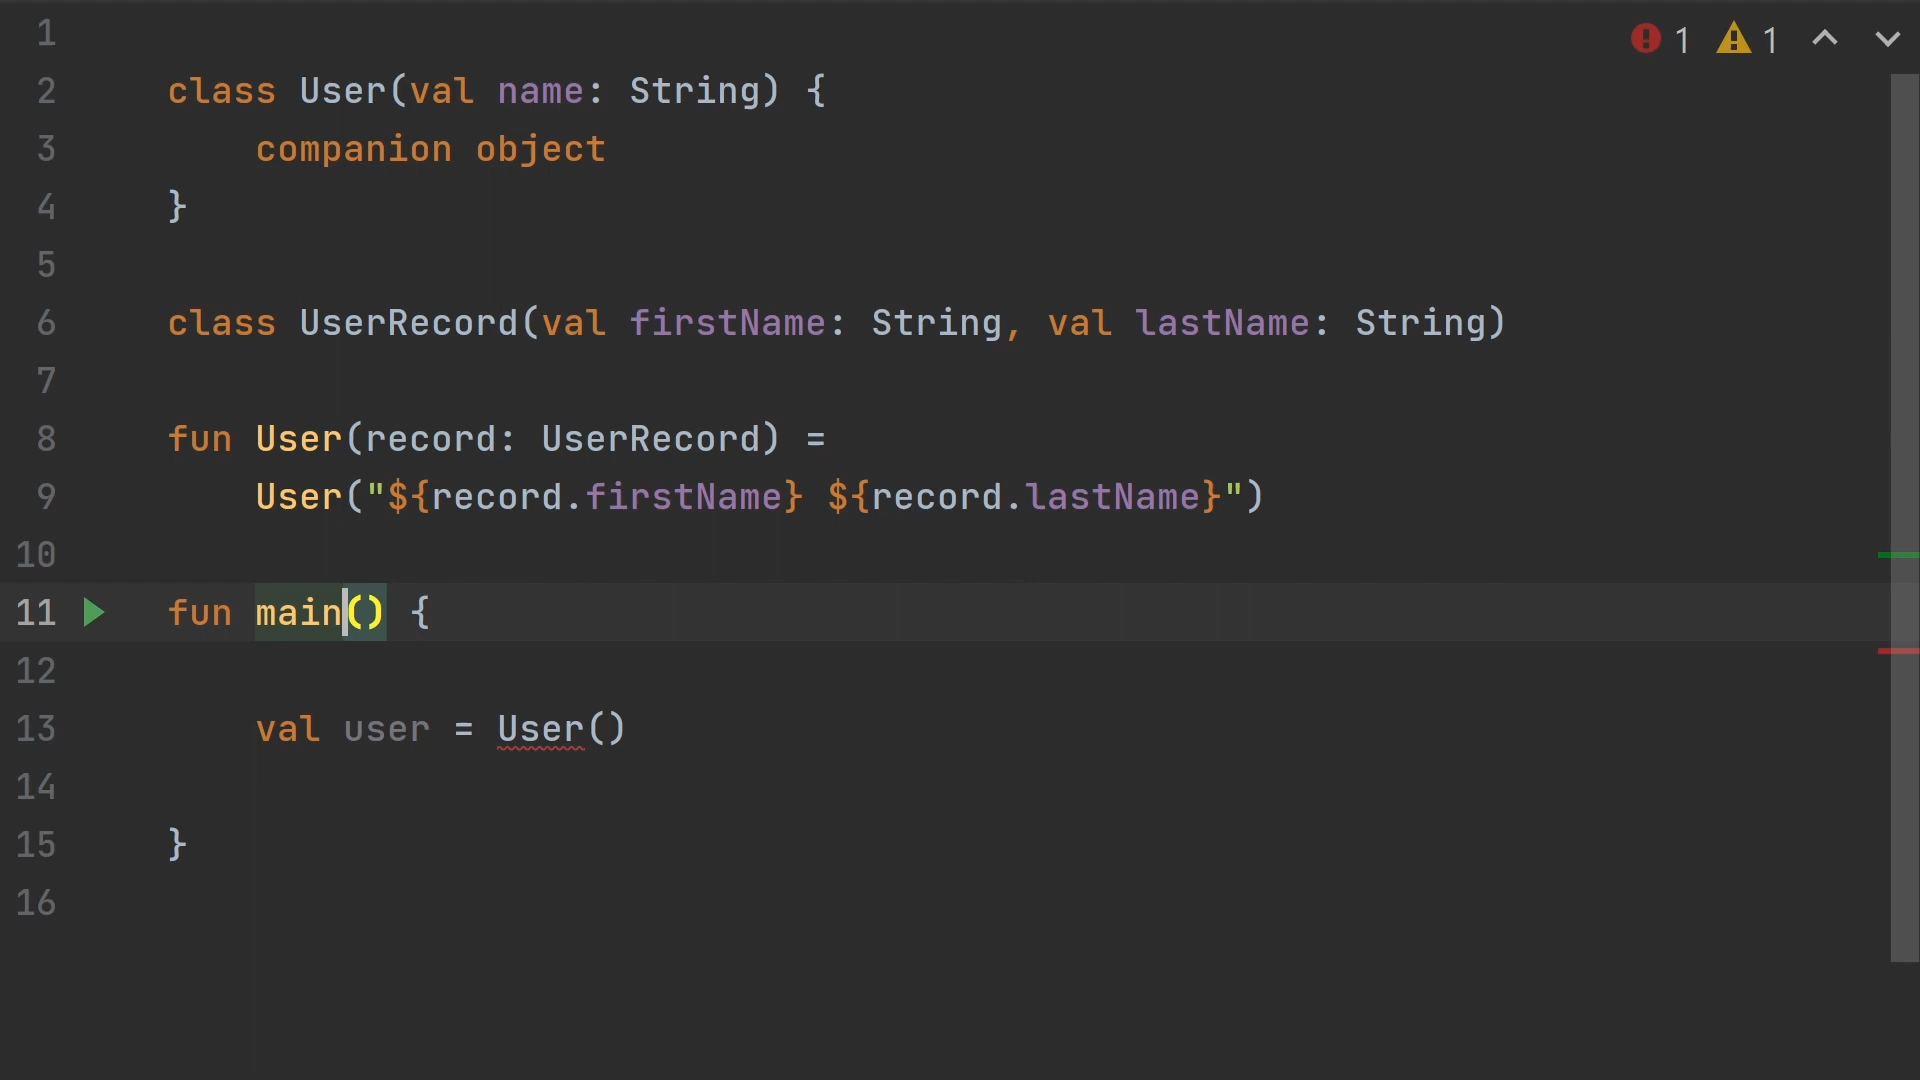 1 1
1
2 class User(val name: String) {
3 companion object
4 }
5
6 class UserRecord(val firstName: String, val lastName: String)
7
8 fun User(record: UserRecord) =
9 User("${record.firstName} ${record.lastName}")
10
11 fun main() {
12
13 val user = User()
14
15 }
16